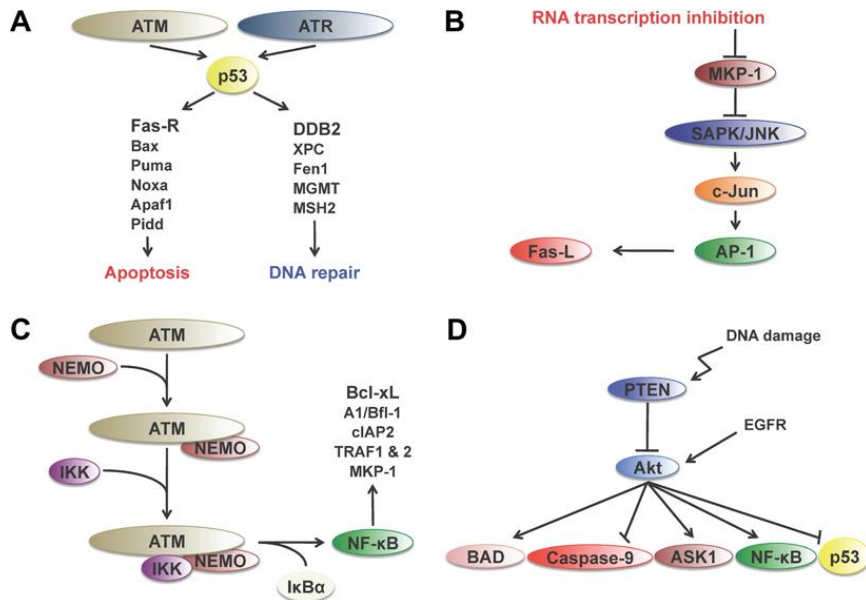 A
ATM
ATR
p53
Fas-R
Bax
Puma
Noxa
Apaf1
Pidd
Apoptosis
DDB2
XPC
Fen1
MGMT
MSH2
DNA repair
B
RNA transcription inhibition
MKP-1
SAPK/JNK
c-Jun
AP-1
Fas-L
C
ATM
NEMO
ATM
NEMO
IKK
ATM
IKK
NEMO
IκBα
NF-κB
Bcl-xL
A1/Bfl-1
cIAP2
TRAF1 & 2
MKP-1
D
DNA damage
PTEN
EGFR
Akt
BAD
Caspase-9
ASK1
NF-κB
p53